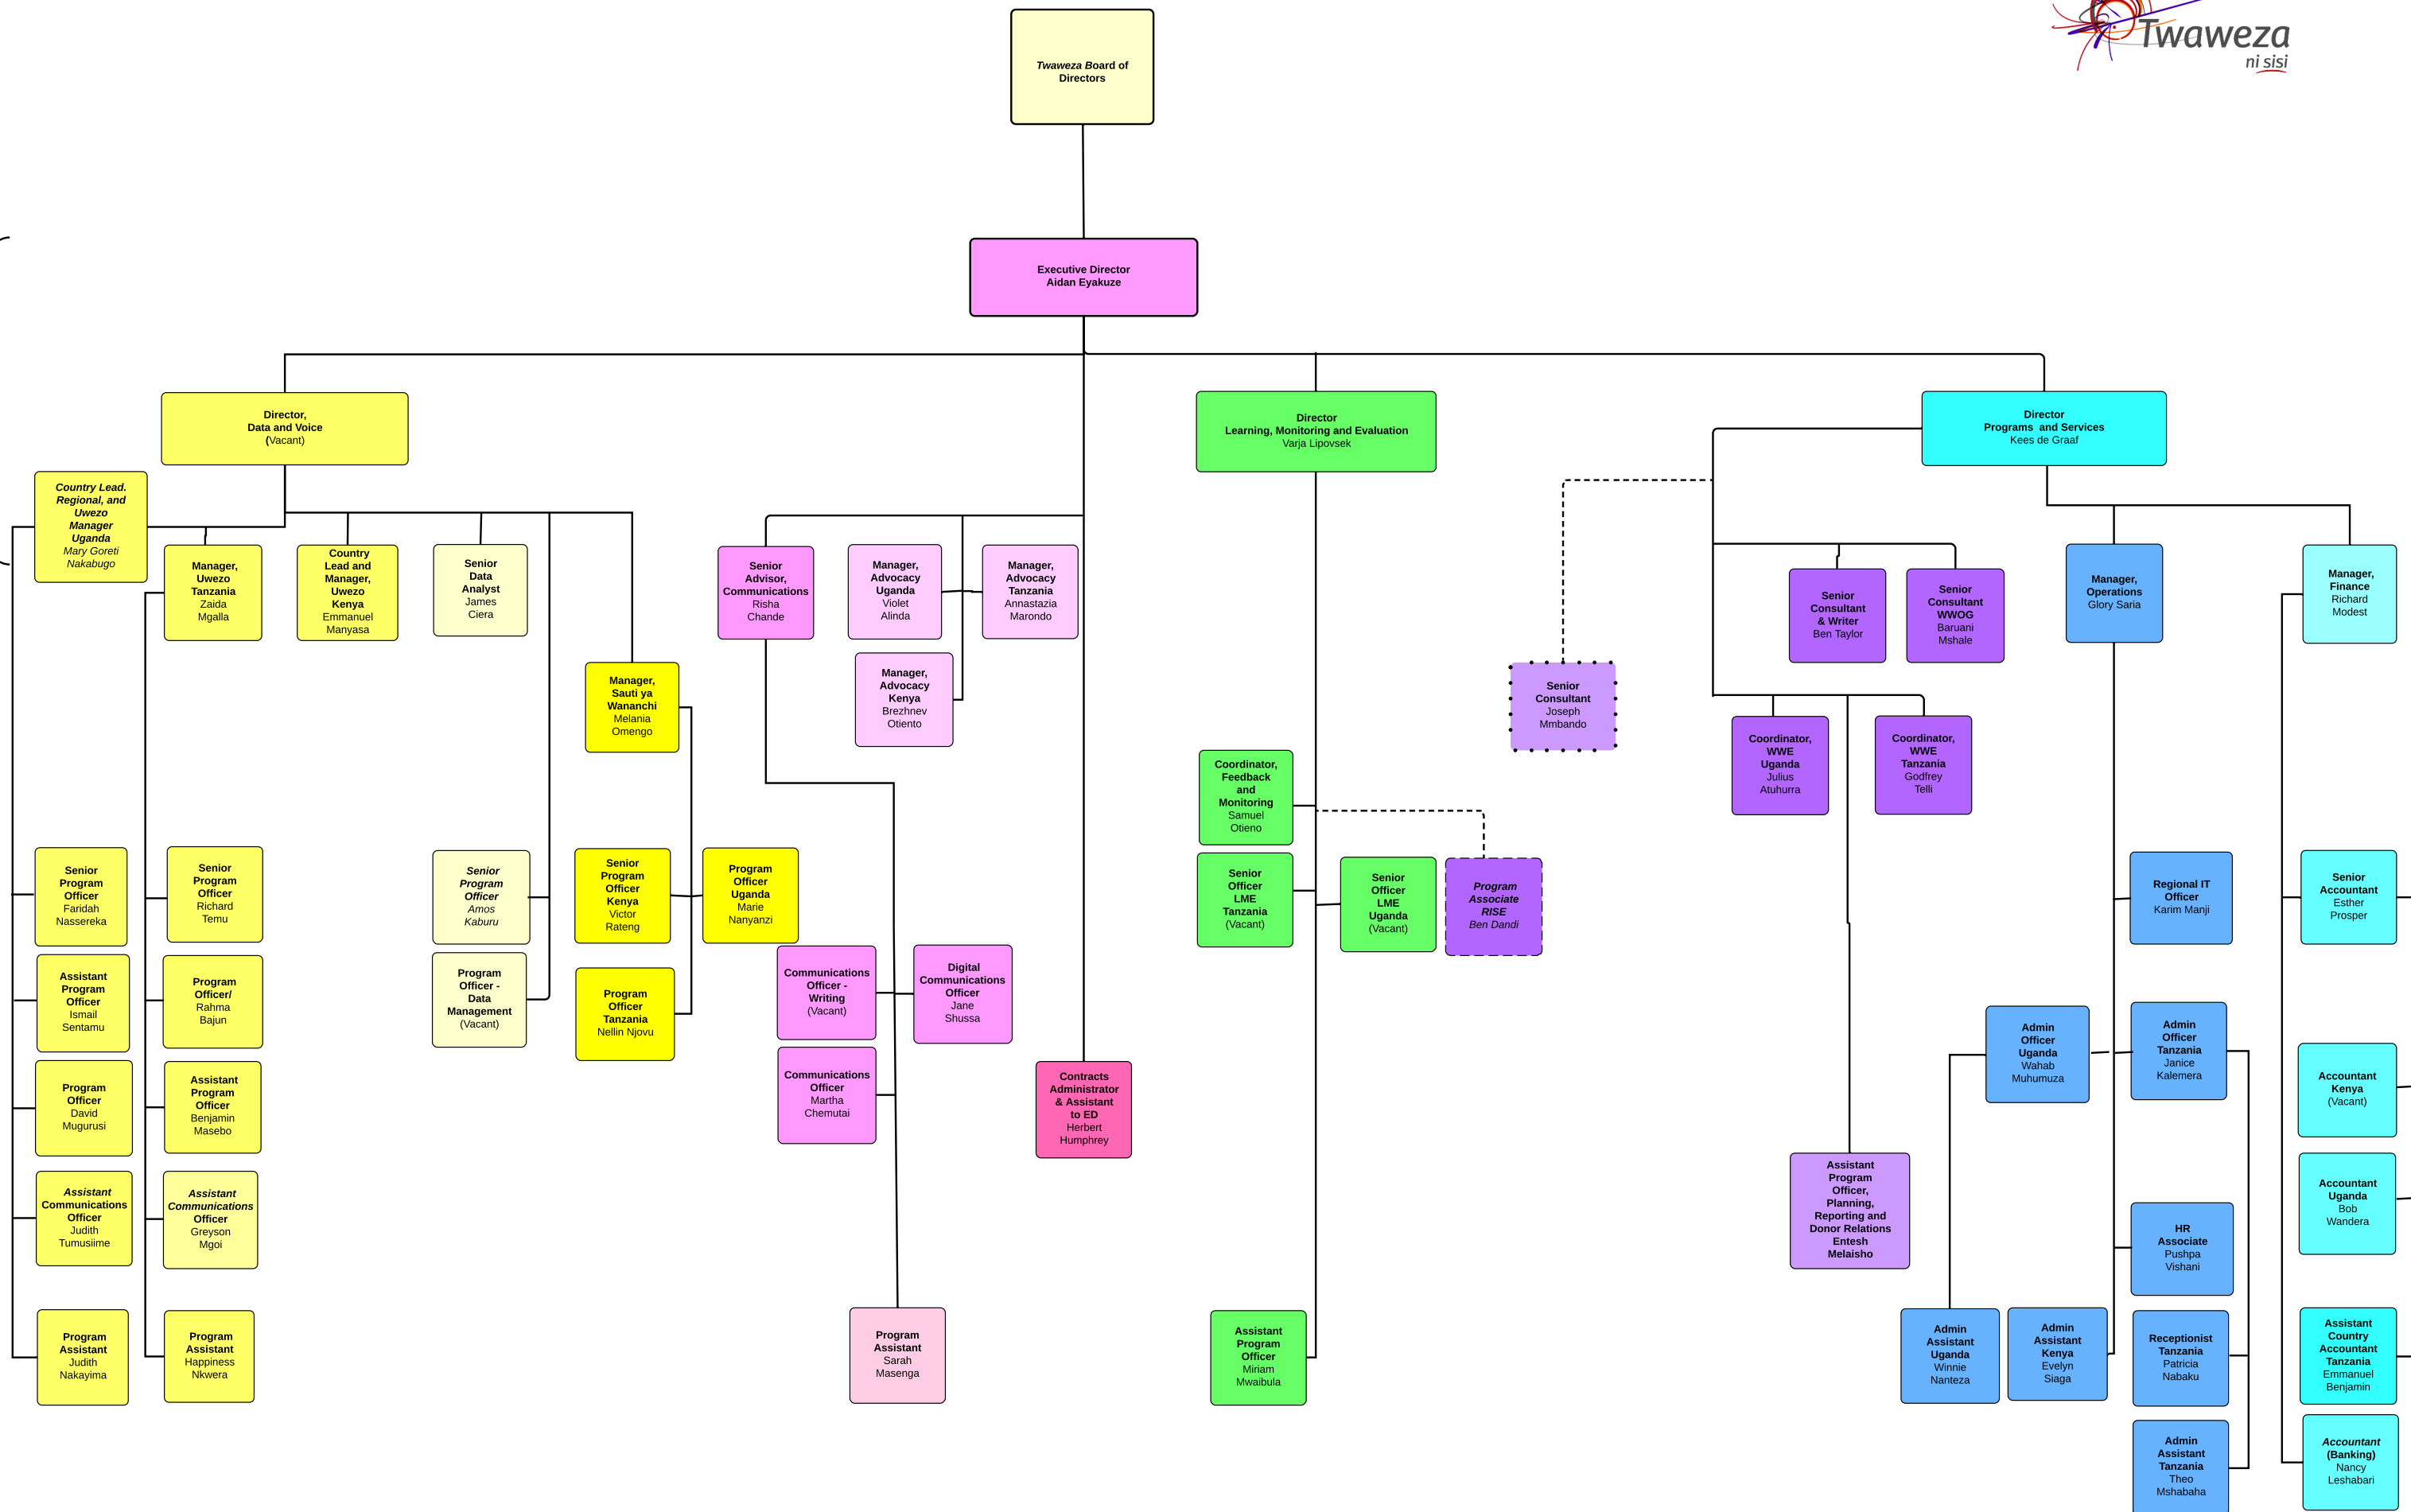 Twaweza
ni sisi
Twaweza Board of
Directors
Executive Director
Aidan Eyakuze
Director,
Data and Voice
(Vacant)
Director
Learning, Monitoring and Evaluation
Varja Lipovsek
Director
Programs and Services
Kees de Graaf
Country Lead.
Regional, and
Uwezo
Manager
Uganda
Mary Goreti
Nakabugo
Manager,
Uwezo
Tanzania
Zaida
Mgalla
Country
Lead and
Manager,
Uwezo
Kenya
Emmanuel
Manyasa
Senior
Data
Analyst
James
Ciera
Senior
Advisor,
Communications
Risha
Chande
Manager,
Advocacy
Uganda
Violet
Alinda
Manager,
Advocacy
Tanzania
Annastazia
Marondo
Senior
Consultant
& Writer
Ben Taylor
Senior
Consultant
WWOG
Baruani
Mshale
Manager,
Operations
Glory Saria
Manager,
Finance
Richard
Modest
Manager,
Sauti ya
Wananchi
Melania
Omengo
Manager,
Advocacy
Kenya
Brezhnev
Otiento
Senior
Consultant
Joseph
Mmbando
Coordinator,
WWE
Uganda
Julius
Atuhurra
Coordinator,
WWE
Tanzania
Godfrey
Telli
Coordinator,
Feedback
and
Monitoring
Samuel
Otieno
Senior
Program
Officer
Faridah
Nassereka
Senior
Program
Officer
Richard
Temu
Senior
Program
Officer
Amos
Kaburu
Senior
Program
Officer
Kenya
Victor
Rateng
Program
Officer
Uganda
Marie
Nanyanzi
Senior
Officer
LME
Tanzania
(Vacant)
Senior
Officer
LME
Uganda
(Vacant)
Program
Associate
RISE
Ben Dandi
Regional IT
Officer
Karim Manji
Senior
Accountant
Esther
Prosper
Assistant
Program
Officer
Ismail
Sentamu
Program
Officer/
Rahma
Bajun
Program
Officer -
Data
Management
(Vacant)
Program
Officer
Tanzania
Nellin Njovu
Communications
Officer -
Writing
(Vacant)
Digital
Communications
Officer
Jane
Shussa
Admin
Officer
Uganda
Wahab
Muhumuza
Admin
Officer
Tanzania
Janice
Kalemera
Accountant
Kenya
(Vacant)
Program
Officer
David
Mugurusi
Assistant
Program
Officer
Benjamin
Masebo
Communications
Officer
Martha
Chemutai
Contracts
Administrator
& Assistant
to ED
Herbert
Humphrey
Assistant
Program
Officer,
Planning,
Reporting and
Donor Relations
Entesh
Melaisho
Accountant
Uganda
Bob
Wandera
Assistant
Communications
Officer
Judith
Tumusiime
Assistant
Communications
Officer
Greyson
Mgoi
HR
Associate
Pushpa
Vishani
Program
Assistant
Judith
Nakayima
Program
Assistant
Happiness
Nkwera
Program
Assistant
Sarah
Masenga
Assistant
Program
Officer
Miriam
Mwaibula
Admin
Assistant
Uganda
Winnie
Nanteza
Admin
Assistant
Kenya
Evelyn
Siaga
Receptionist
Tanzania
Patricia
Nabaku
Assistant
Country
Accountant
Tanzania
Emmanuel
Benjamin
Admin
Assistant
Tanzania
Theo
Mshabaha
Accountant
(Banking)
Nancy
Leshabari